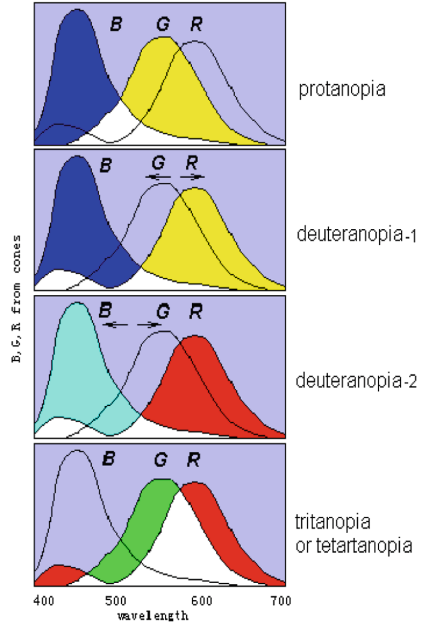 B G R
protanopia
B G R
deuteranopia-1
B G R
deuteranopia-2
B G R
tritanopia
or tetartanopia
B, G, R from cones
400 500 600 700
wavelength